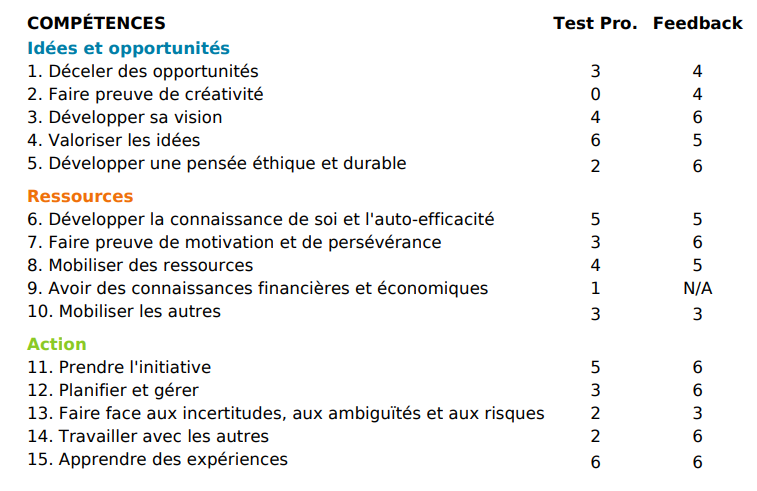 COMPÉTENCES Test Pro. Feedback
Idées et opportunités
1. Déceler des opportunités 3 4
2. Faire preuve de créativité 0 4
3. Développer sa vision 4 6
4. Valoriser les idées 6 5
5. Développer une pensée éthique et durable 2 6
Ressources
6. Développer la connaissance de soi et l'auto-efficacité 5 5
7. Faire preuve de motivation et de persévérance 3 6
8. Mobiliser des ressources 4 5
9. Avoir des connaissances financières et économiques 1 N/A
10. Mobiliser les autres 3 3
Action
11. Prendre l'initiative 5 6
12. Planifier et gérer 3 6
13. Faire face aux incertitudes, aux ambiguïtés et aux risques 2 3
14. Travailler avec les autres 2 6
15. Apprendre des expériences 6 6